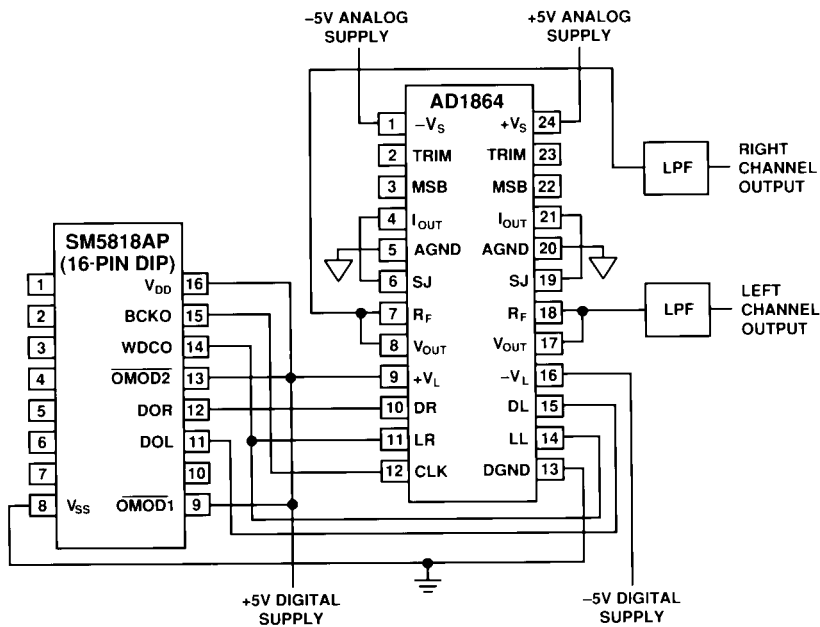 –5V ANALOG
SUPPLY
+5V ANALOG
SUPPLY
AD1864
1 –VS +VS 24
2 TRIM TRIM 23
3 MSB MSB 22
4 IOUT IOUT 21
5 AGND AGND 20
6 SJ SJ 19
7 RF RF 18
8 VOUT VOUT 17
9 +VL –VL 16
10 DR DL 15
11 LR LL 14
12 CLK DGND 13
LPF
RIGHT
CHANNEL
OUTPUT
LPF
LEFT
CHANNEL
OUTPUT
SM5818AP
(16-PIN DIP)
1 VDD 16
2 BCKO 15
3 WDCO 14
4 OMOD2 13
5 DOR 12
6 DOL 11
7 10
8 VSS OMOD1 9
+5V DIGITAL
SUPPLY
–5V DIGITAL
SUPPLY